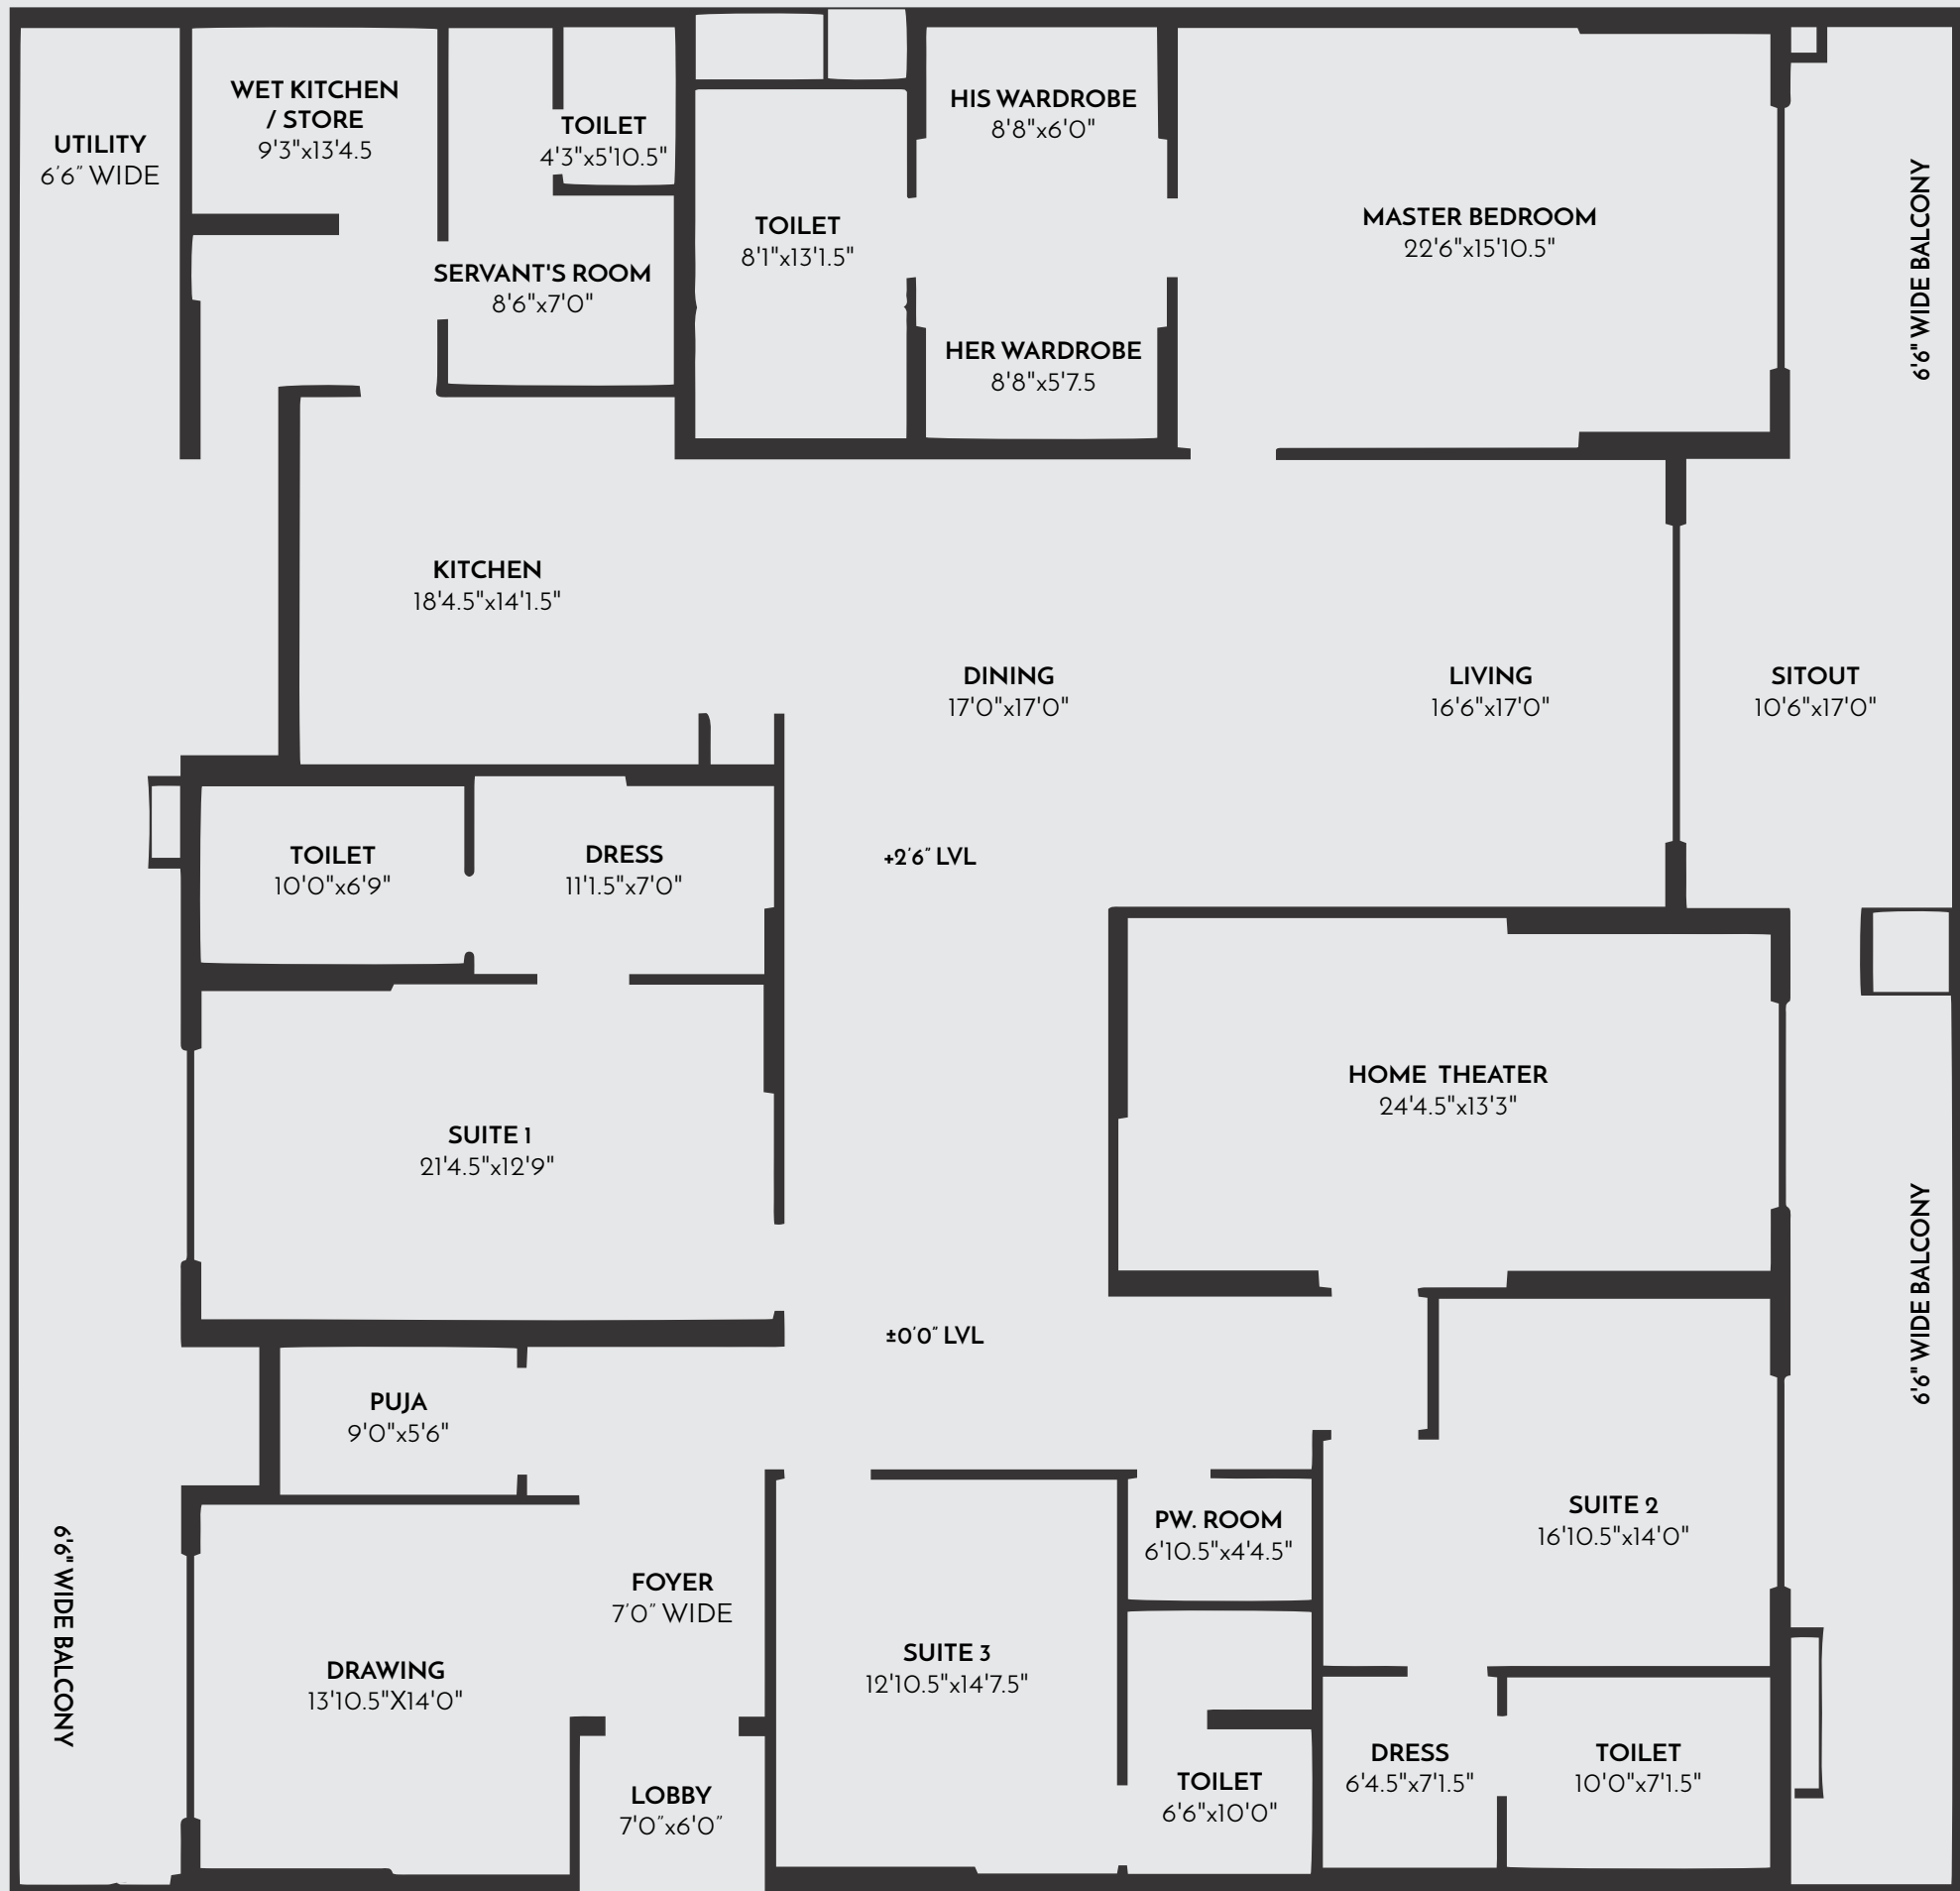 WET KITCHEN
/ STORE
9'3"x13'4.5
UTILITY
6'6" WIDE
TOILET
4'3"x5'10.5"
HIS WARDROBE
8'8"x6'0"
TOILET
8'1"x13'1.5"
MASTER BEDROOM
22'6"x15'10.5"
6'6" WIDE BALCONY
SERVANT'S ROOM
8'6"x7'0"
HER WARDROBE
8'8"x5'7.5
KITCHEN
18'4.5"x14'1.5"
DINING
17'0"x17'0"
LIVING
16'6"x17'0"
SITOUT
10'6"x17'0"
TOILET
10'0"x6'9"
DRESS
11'1.5"x7'0"
+2'6" LVL
HOME THEATER
24'4.5"x13'3"
SUITE 1
21'4.5"x12'9"
6'6" WIDE BALCONY
±0'0" LVL
PUJA
9'0"x5'6"
PW. ROOM
6'10.5"x4'4.5"
SUITE 2
16'10.5"x14'0"
FOYER
7'0" WIDE
6'6" WIDE BALCONY
DRAWING
13'10.5"X14'0"
SUITE 3
12'10.5"x14'7.5"
LOBBY
7'0"x6'0"
TOILET
6'6"x10'0"
DRESS
6'4.5"x7'1.5"
TOILET
10'0"x7'1.5"